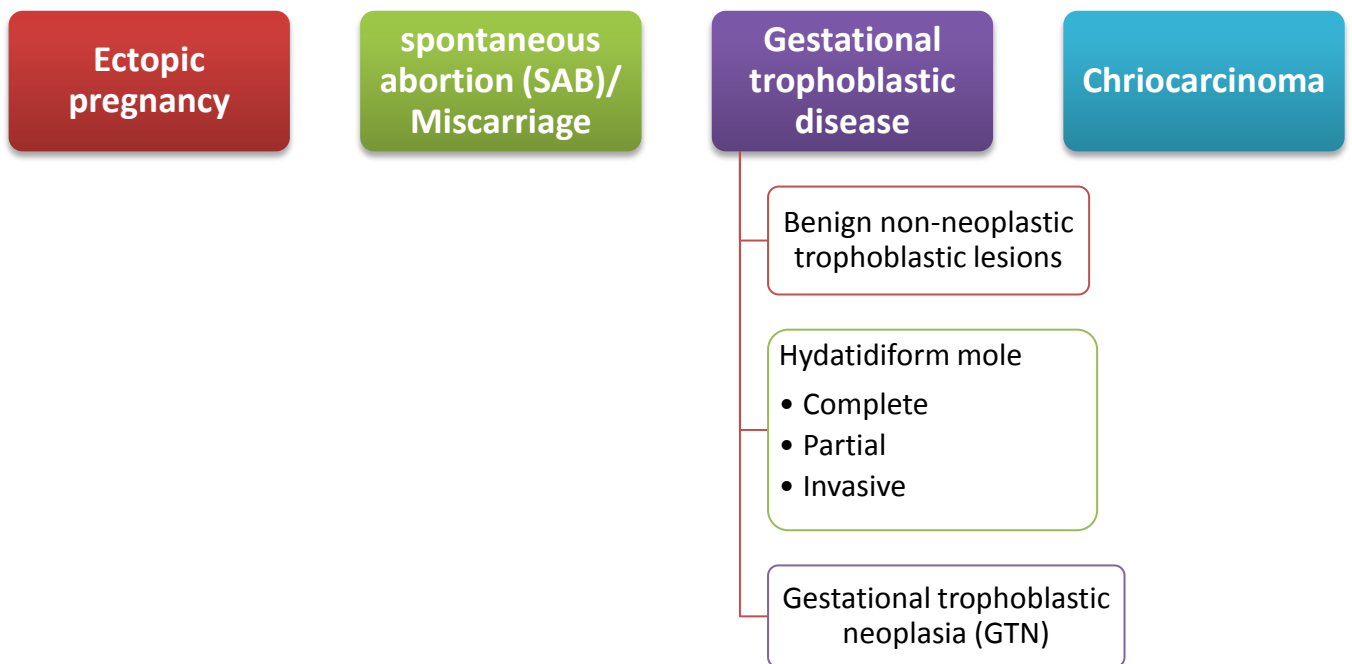 Ectopic
pregnancy
spontaneous
abortion (SAB)/
Miscarriage
Gestational
trophoblastic
disease
Chriocarcinoma
Benign non-neoplastic
trophoblastic lesions
Hydatidiform mole
• Complete
• Partial
• Invasive
Gestational trophoblastic
neoplasia (GTN)